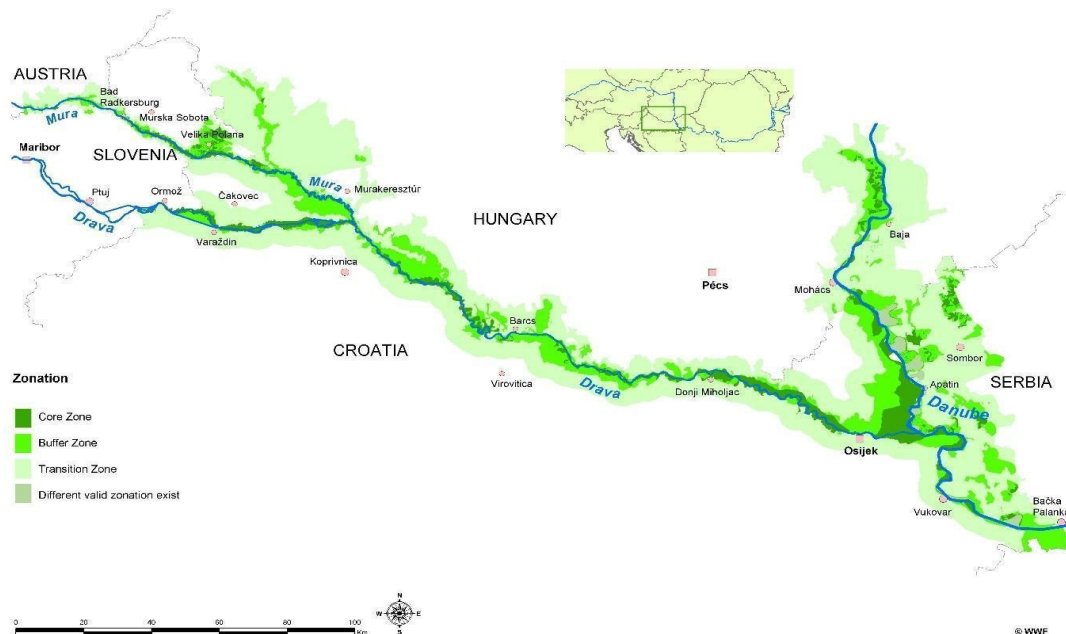 AUSTRIA
Bad
Radkersburg
Mura
Murska Sobota
Velika Polana
SLOVENIA
Maribor
Ptuj
Ormož
Čakovec
Drava
Varaždin
Mura
Murakeresztúr
HUNGARY
Koprivnica
Pécs
Baja
Mohács
Barcs
CROATIA
Virovitica
Drava
Donji Miholjac
Sombor
Apatin
SERBIA
Danube
Osijek
Vukovar
Bačka
Palanka
Zonation
Core Zone
Buffer Zone
Transition Zone
Different valid zonation exist
0 20 40 60 80 100
Km
N
W E
S
© WWF